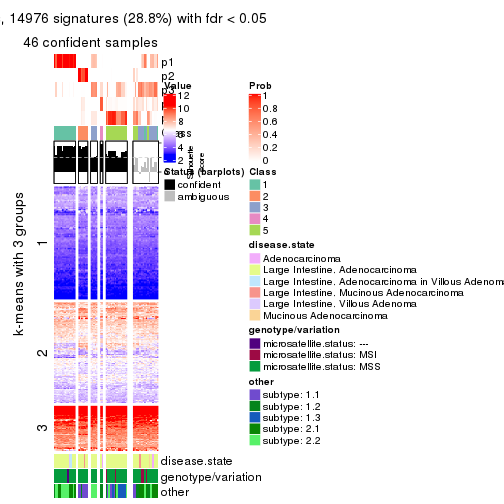 , 14976 signatures (28.8%) with fdr < 0.05
46 confident samples
p1
p2
p3
p5
Value
12
10
8
6
4
2
Prob
1
0.8
0.6
0.4
0.2
0
Silhouette
score
Status (barplots)
confident
ambiguous
Class
1
2
3
4
5
k-means with 3 groups
1
2
3
disease.state
Adenocarcinoma
Large Intestine. Adenocarcinoma
Large Intestine. Adenocarcinoma in Villous Adenom
Large Intestine. Mucinous Adenocarcinoma
Large Intestine. Villous Adenoma
Mucinous Adenocarcinoma
genotype/variation
microsatellite.status: ---
microsatellite.status: MSI
microsatellite.status: MSS
other
subtype: 1.1
subtype: 1.2
subtype: 1.3
subtype: 2.1
subtype: 2.2
disease.state
genotype/variation
other